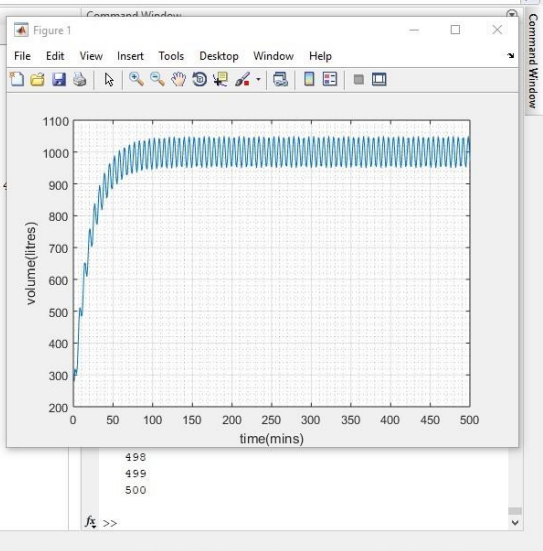 Command Window
Figure 1
File Edit View Insert Tools Desktop Window Help
Command Window
1100
1000
900
800
700
600
500
400
300
200
volume(litres)
0 50 100 150 200 250 300 350 400 450 500
time(mins)
498
499
500
fx >>